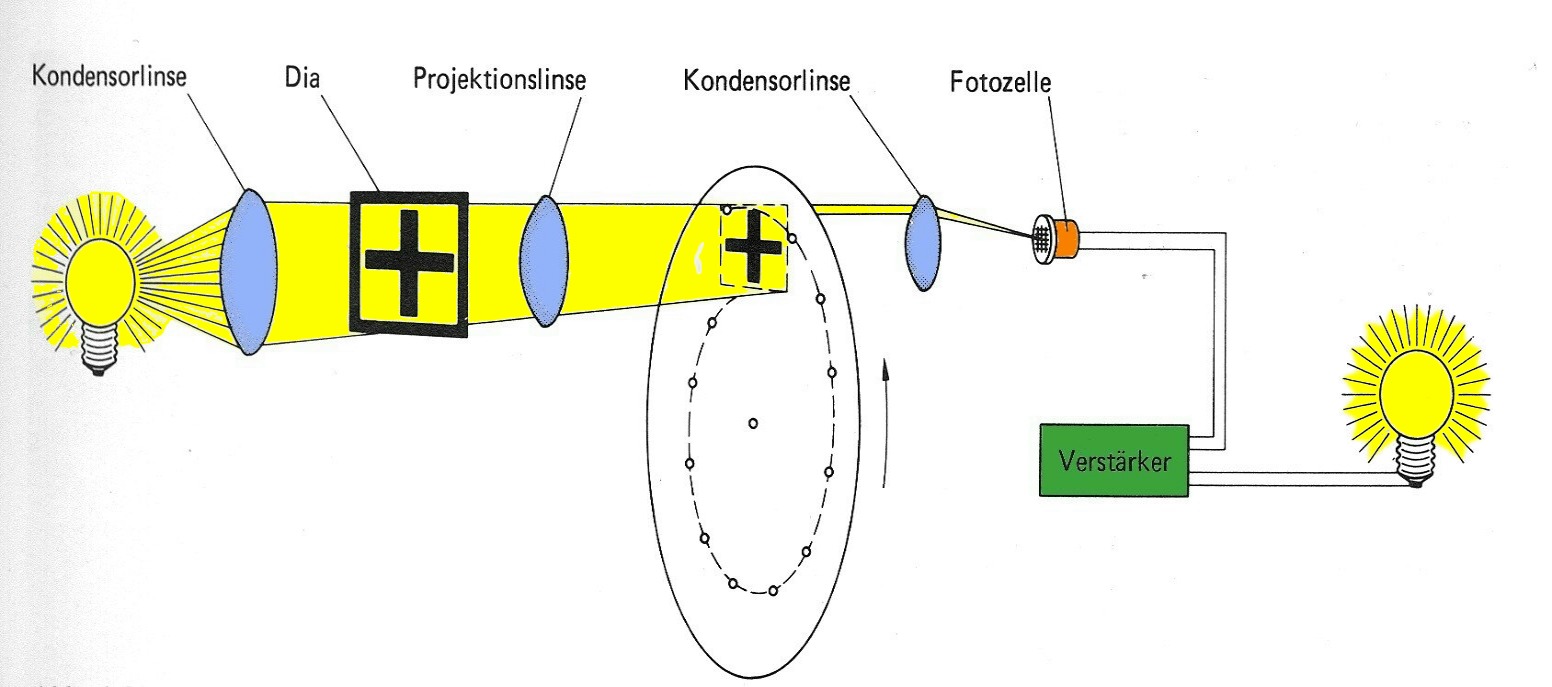 Kondensorlinse
Dia
Projektionslinse
Kondensorlinse
Fotozelle
Verstärker